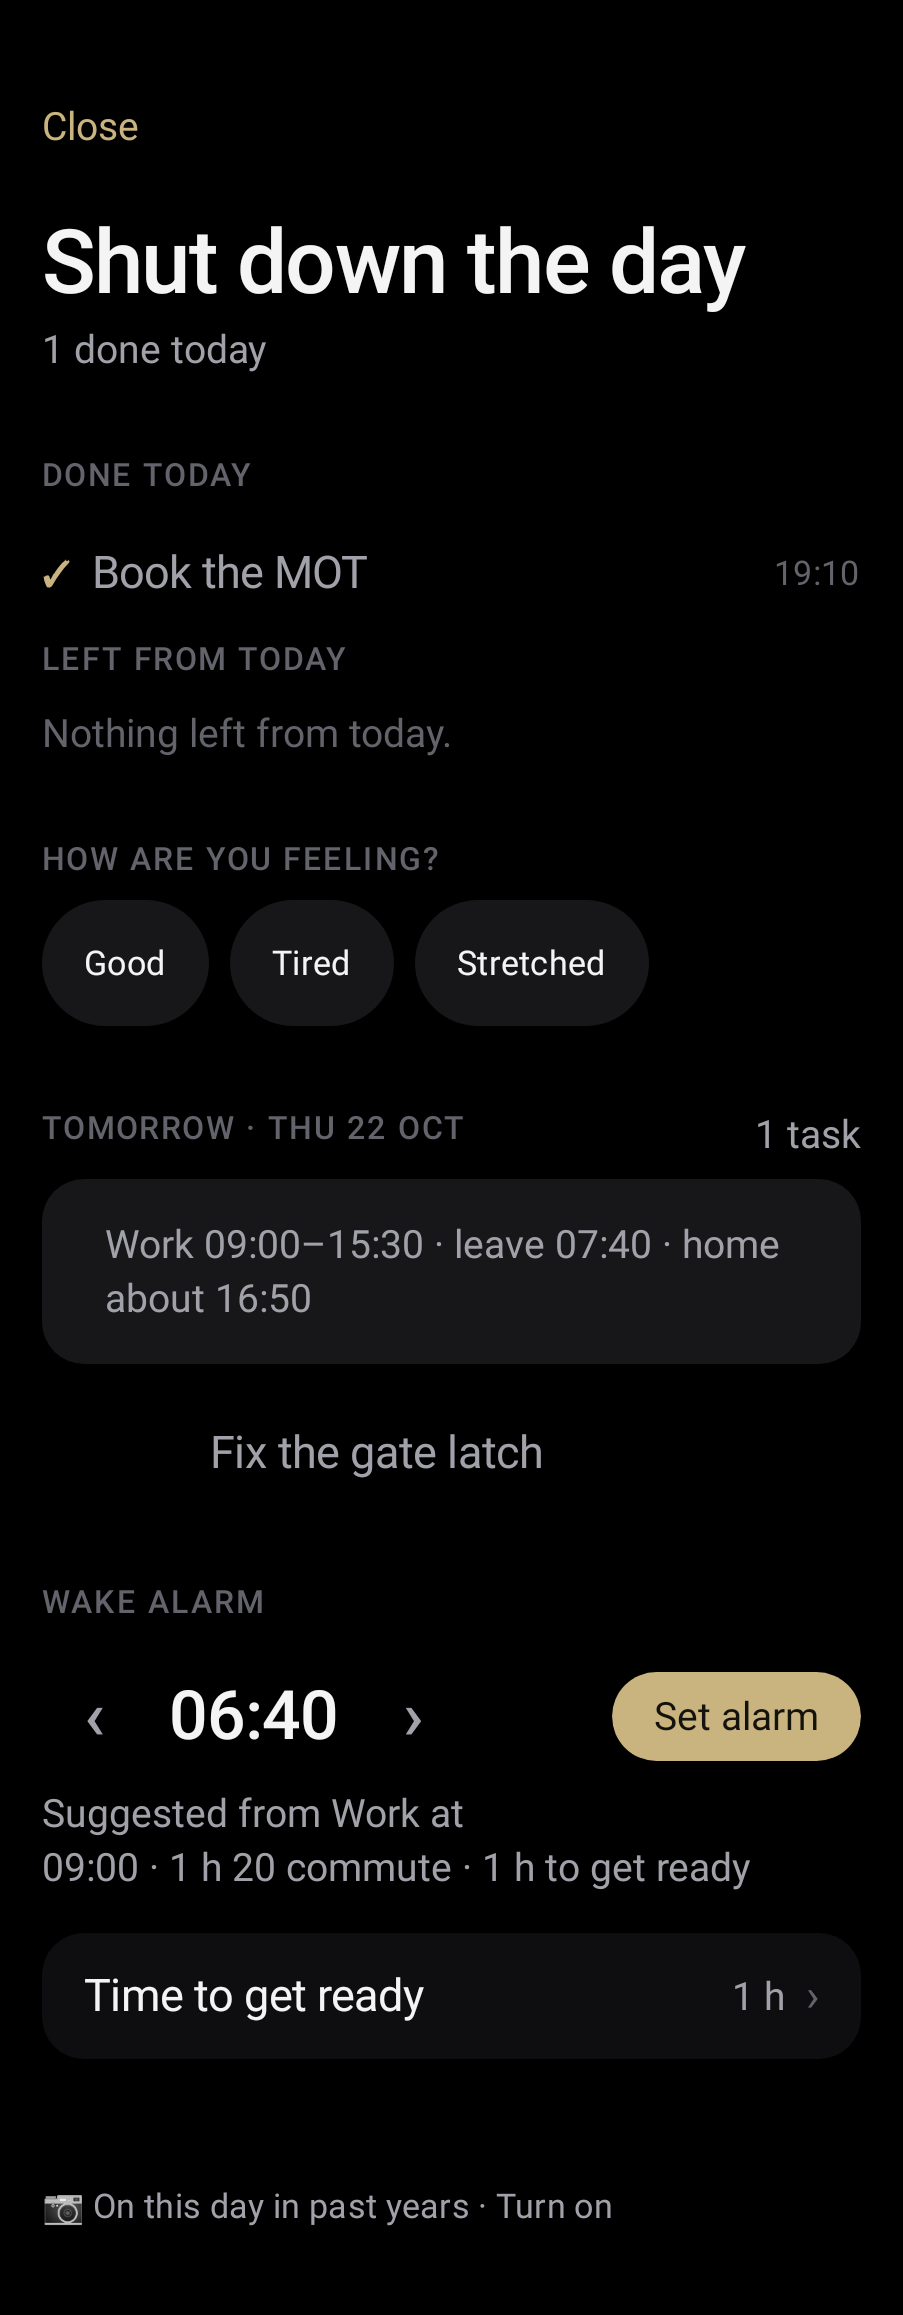 Close
Shut down the day
1 done today
DONE TODAY
✓ Book the MOT 19:10
LEFT FROM TODAY
Nothing left from today.
HOW ARE YOU FEELING?
Good Tired Stretched
TOMORROW · THU 22 OCT 1 task
Work 09:00–15:30 · leave 07:40 · home
about 16:50
Fix the gate latch
WAKE ALARM
‹ 06:40 › Set alarm
Suggested from Work at
09:00 · 1 h 20 commute · 1 h to get ready
Time to get ready 1 h ›
📷 On this day in past years · Turn on